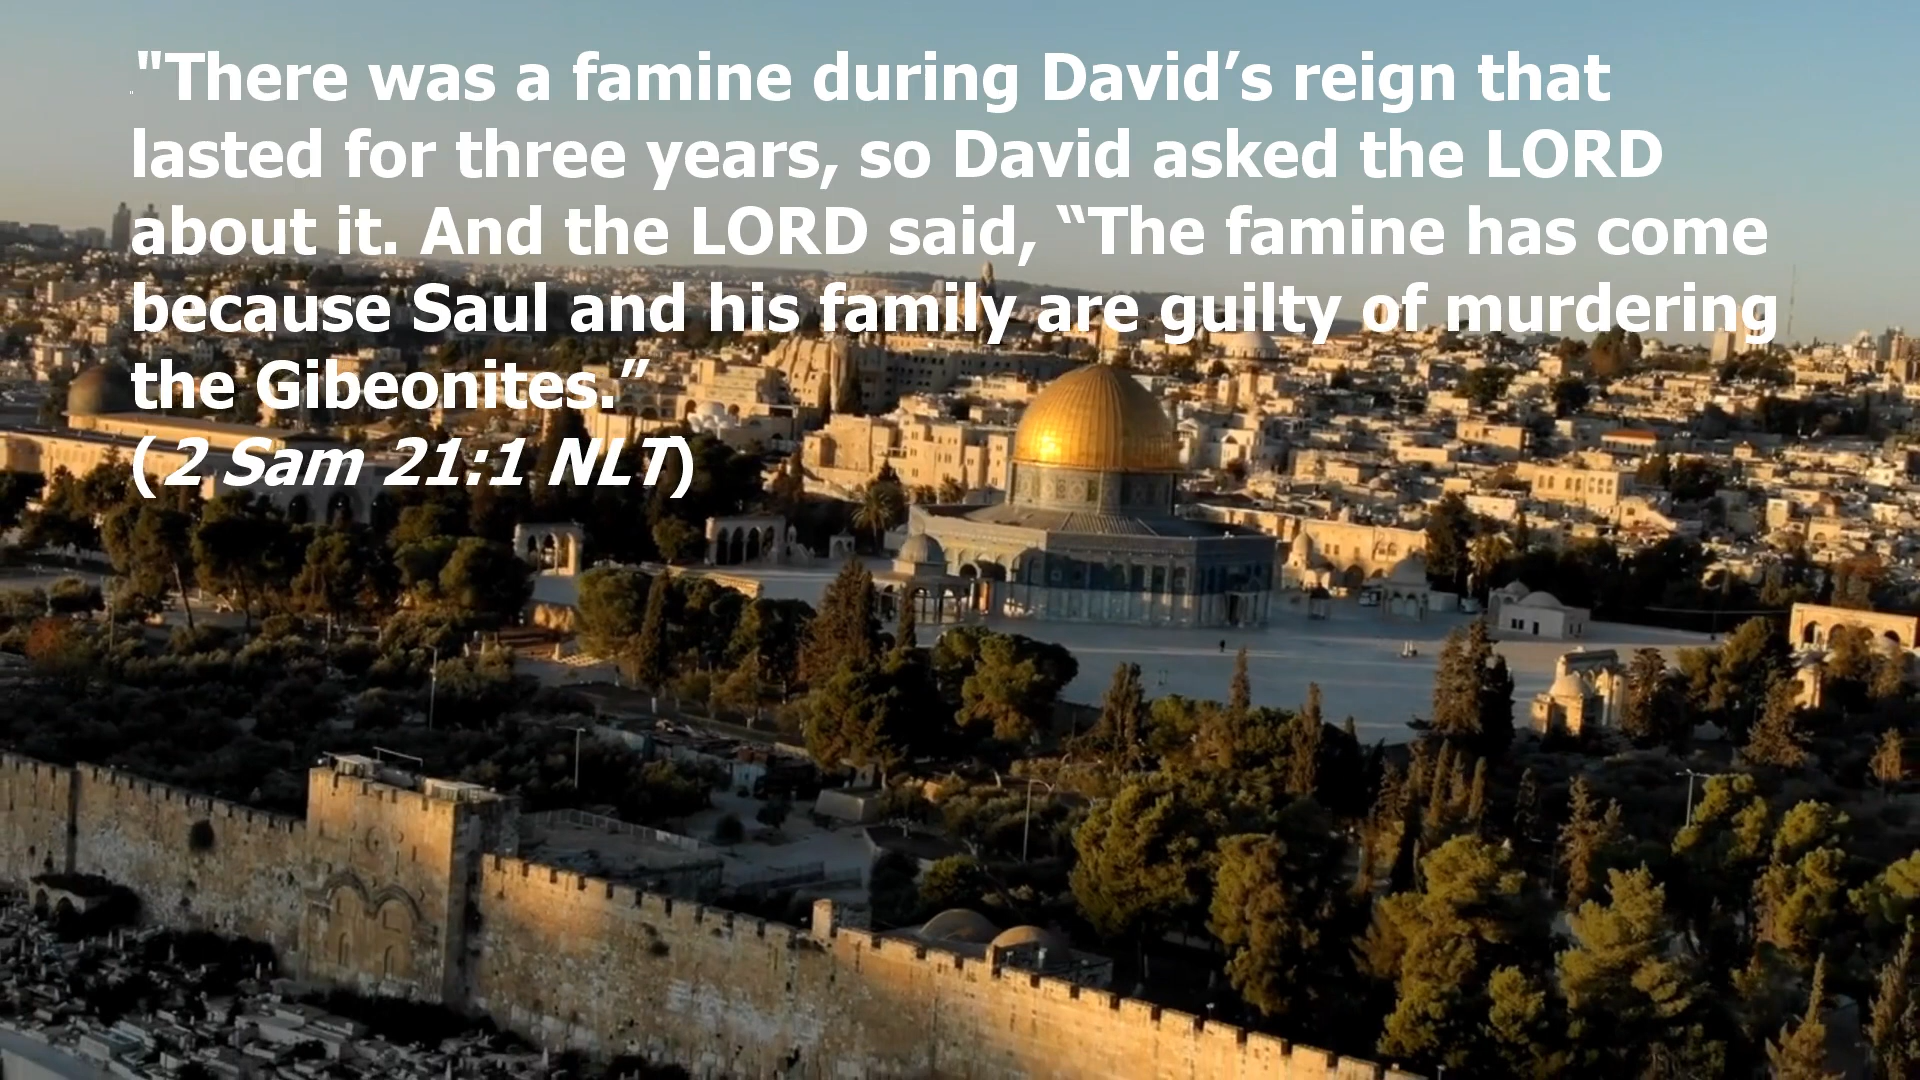 "There was a famine during David’s reign that
lasted for three years, so David asked the LORD
about it. And the LORD said, “The famine has come
because Saul and his family are guilty of murdering
the Gibeonites.”
(2 Sam 21:1 NLT)